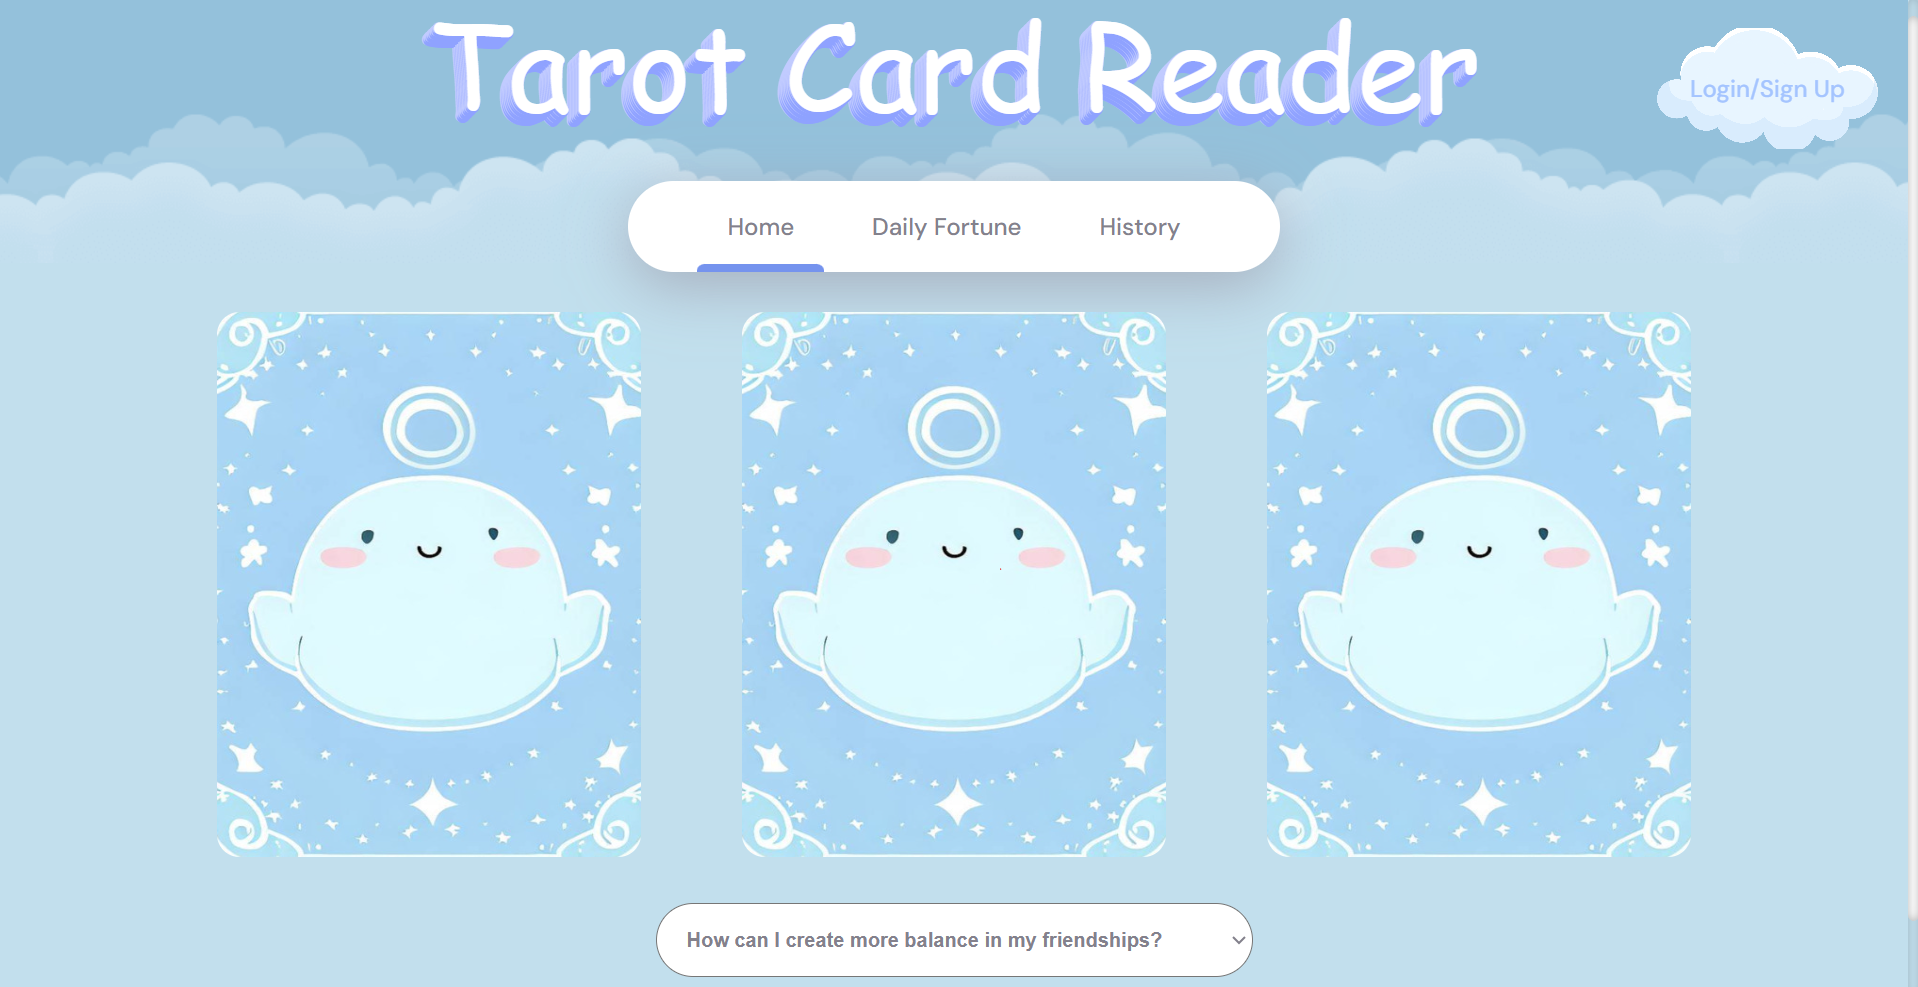 Tarot Card Reader
Login/Sign Up
Home
Daily Fortune
History
How can I create more balance in my friendships?